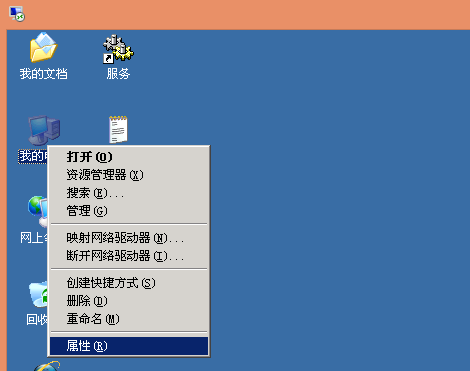 我的文档
服务
我的
打开(O)
资源管理器(X)
搜索(E)...
管理(G)
映射网络驱动器(N)...
断开网络驱动器(I)...
创建快捷方式(S)
删除(D)
重命名(M)
属性(R)
网上
回收